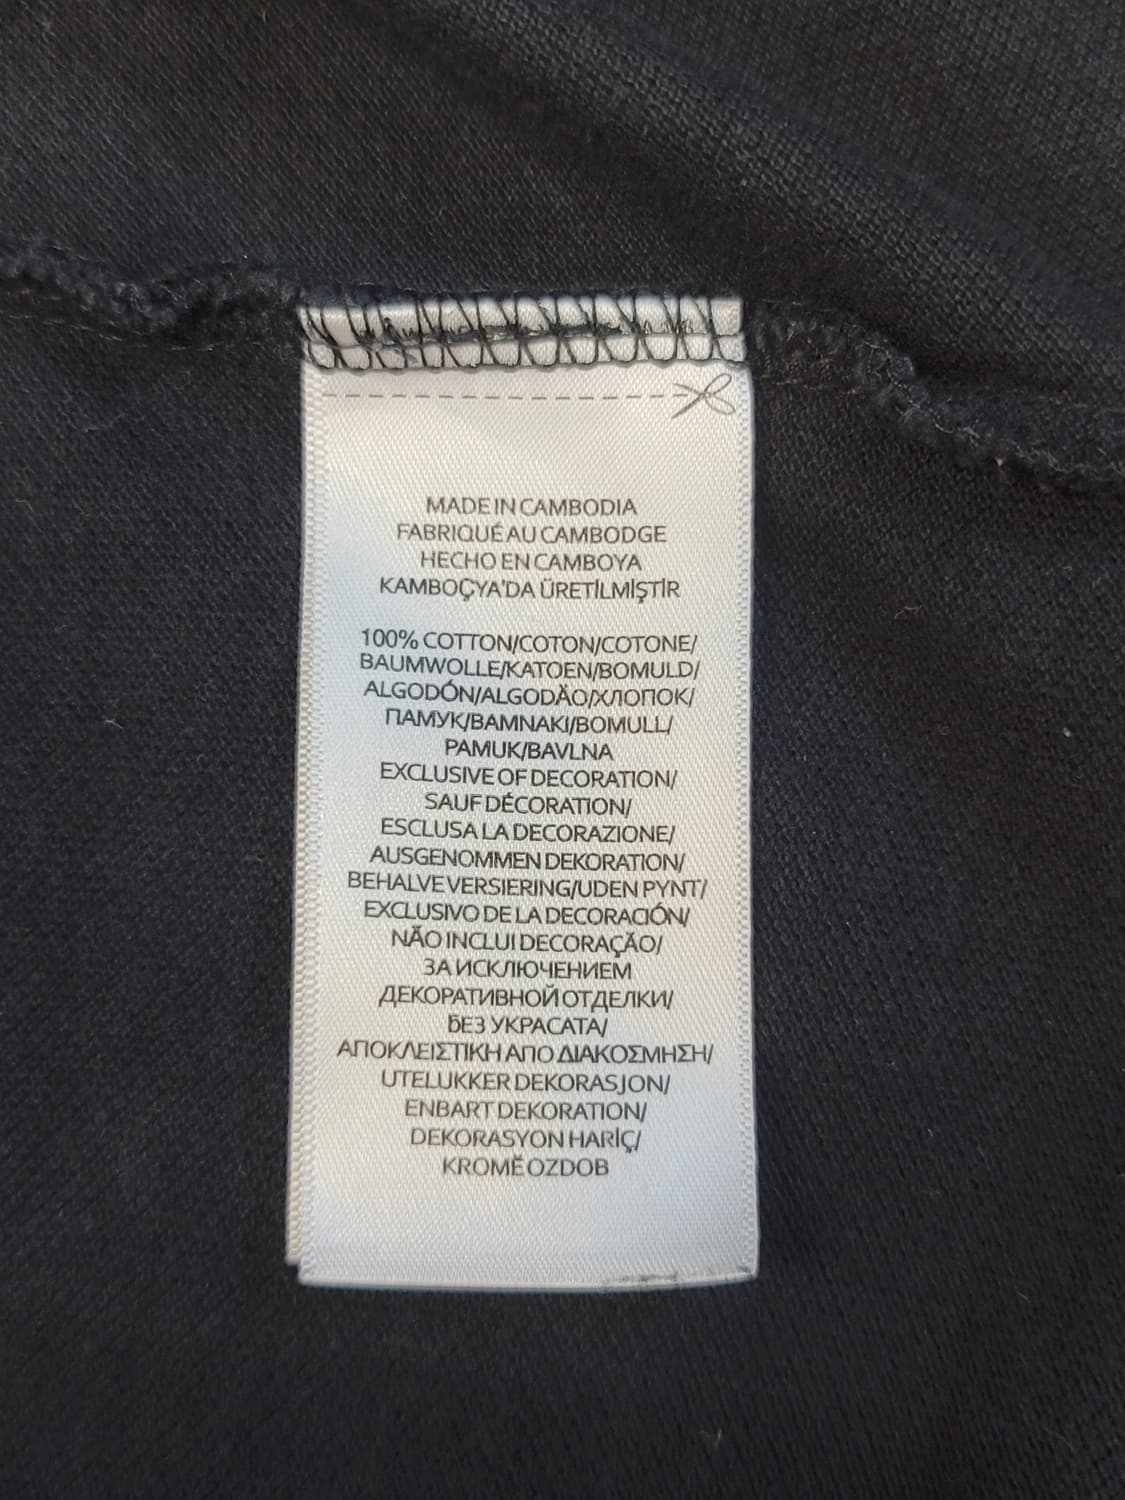 MADE IN CAMBODIA
FABRIQUÉ AU CAMBODGE
HECHO EN CAMBOYA
KAMBOÇYA'DA ÜRETİLMİŞTİR
100% COTTON/COTON/COTONE/
BAUMWOLLE/KATOEN/BOMULD/
ALGODÓN/ALGODÃO/ХЛОПОК/
ПАМУК/ΒΑΜΝΑΚΙ/BOMULL/
PAMUK/BAVLNA
EXCLUSIVE OF DECORATION/
SAUF DÉCORATION/
ESCLUSA LA DECORAZIONE/
AUSGENOMMEN DEKORATION/
BEHALVE VERSIERING/UDEN PYNT/
EXCLUSIVO DE LA DECORACIÓN/
NÃO INCLUI DECORAÇÃO/
ЗА ИСКЛЮЧЕНИЕМ
ДЕКОРАТИВНОЙ ОТДЕЛКИ/
БЕЗ УКРАСАТА/
ΑΠΟΚΛΕΙΣΤΙΚΗ ΑΠΟ ΔΙΑΚΟΣΜΗΣΗ/
UTELUKKER DEKORASJON/
ENBART DEKORATION/
DEKORASYON HARİÇ/
KROMĚ OZDOB